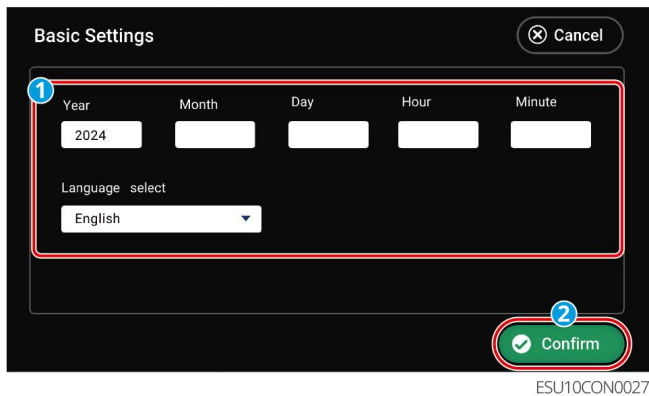 Basic Settings
Cancel
1
Year Month Day Hour Minute
2024
Language select
English
2
Confirm
ESU10CON0027